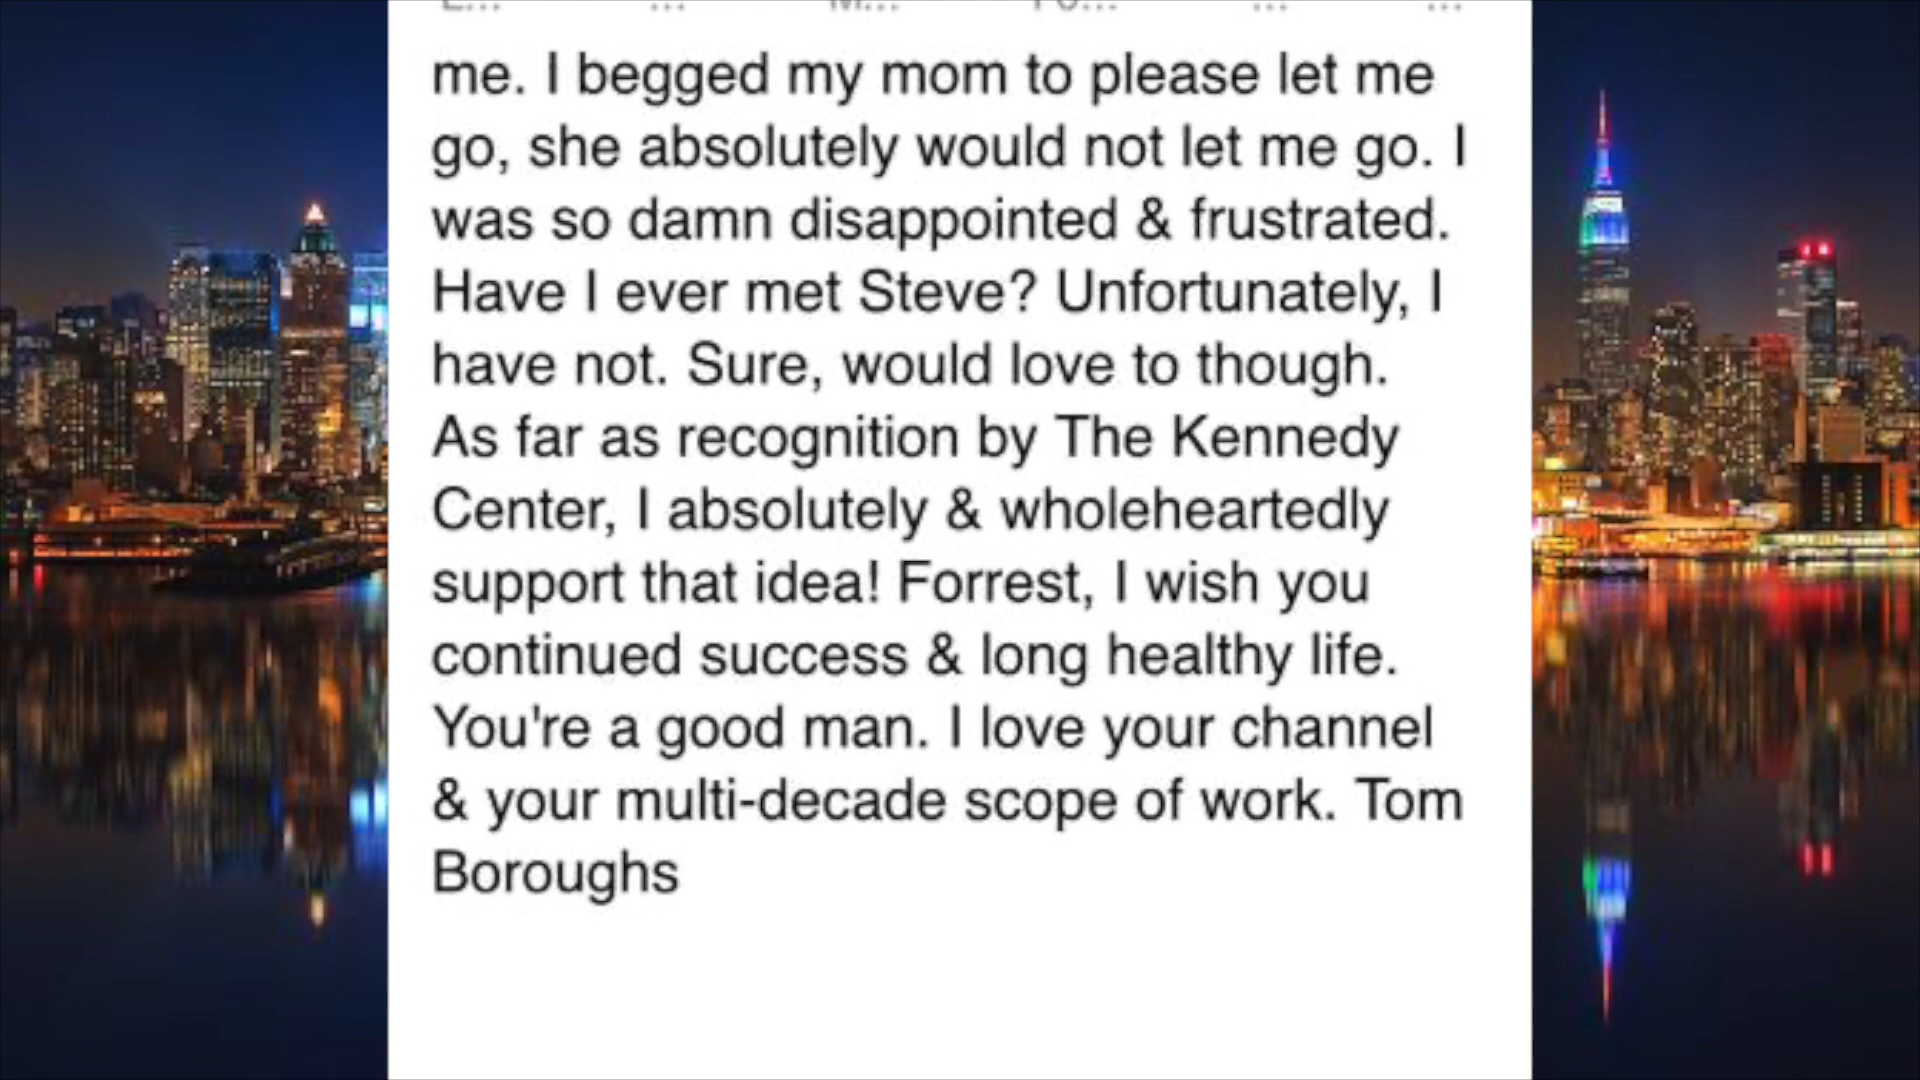 me. I begged my mom to please let me
go, she absolutely would not let me go. I
was so damn disappointed & frustrated.
Have I ever met Steve? Unfortunately, I
have not. Sure, would love to though.
As far as recognition by The Kennedy
Center, I absolutely & wholeheartedly
support that idea! Forrest, I wish you
continued success & long healthy life.
You're a good man. I love your channel
& your multi-decade scope of work. Tom
Boroughs